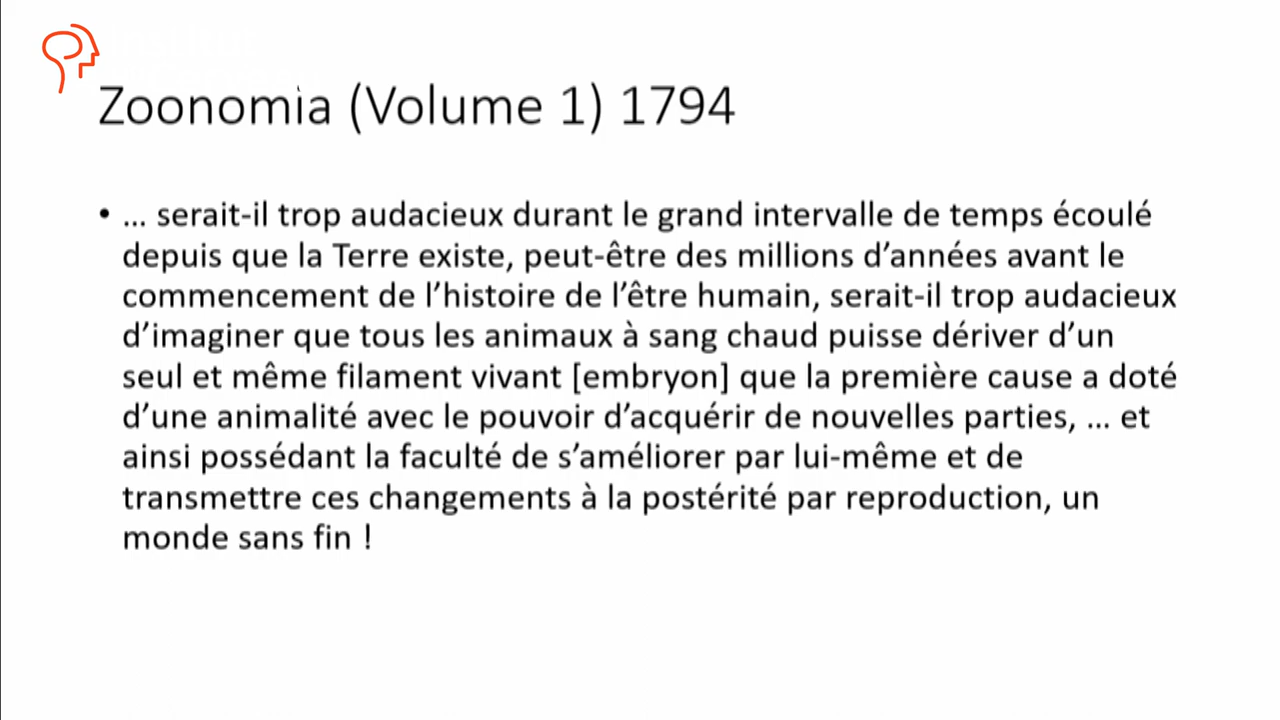 Zoonomia (Volume 1) 1794
• ... serait-il trop audacieux durant le grand intervalle de temps écoulé
depuis que la Terre existe, peut-être des millions d’années avant le
commencement de l’histoire de l’être humain, serait-il trop audacieux
d’imaginer que tous les animaux à sang chaud puisse dériver d’un
seul et même filament vivant [embryon] que la première cause a doté
d’une animalité avec le pouvoir d’acquérir de nouvelles parties, ... et
ainsi possédant la faculté de s’améliorer par lui-même et de
transmettre ces changements à la postérité par reproduction, un
monde sans fin !